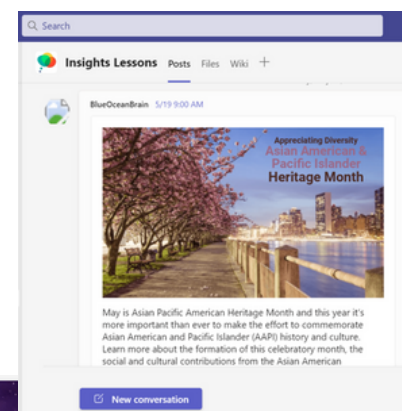 Search
Insights Lessons Posts Files Wiki +
BlueOceanBrain 5/19 9:00 AM
Appreciating Diversity
Asian American &
Pacific Islander
Heritage Month
May is Asian Pacific American Heritage Month and this year it's
more important than ever to make the effort to commemorate
Asian American and Pacific Islander (AAPI) history and culture.
Learn more about the formation of this celebratory month, the
social and cultural contributions from the Asian American
New conversation